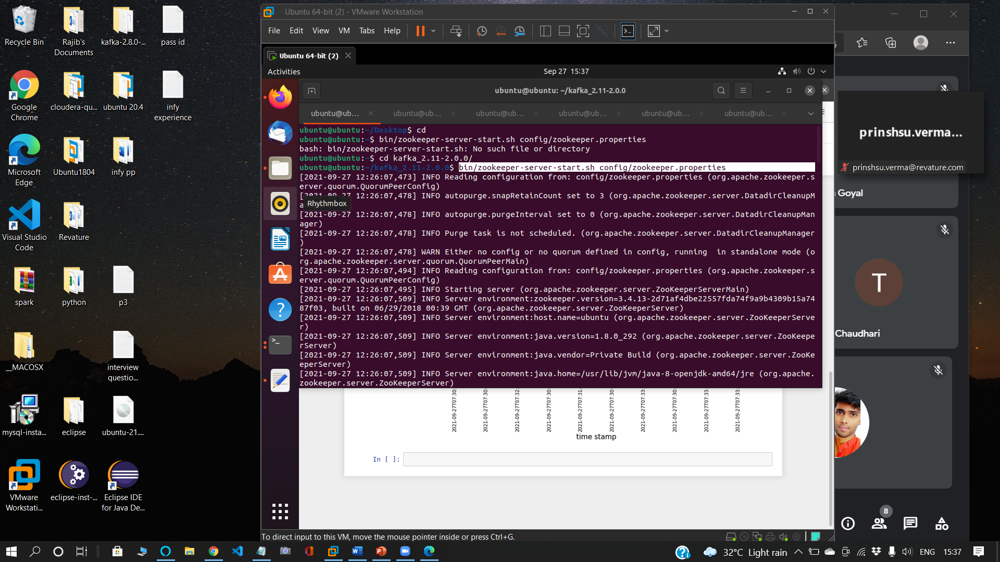 Recycle Bin
Rajib's Documents
kafka-2.8.0-...
pass id
Google Chrome
cloudera-qu...
ubuntu 20.4
infy experience
Microsoft Edge
Ubuntu1804
infy pp
Visual Studio Code
Revature
spark
python
p3
__MACOSX
interview questio...
mysql-insta...
eclipse
ubuntu-21....
VMware Workstati...
eclipse-inst-...
Eclipse IDE for Java De...
Ubuntu 64-bit (2) - VMware Workstation
File Edit View VM Tabs Help
Ubuntu 64-bit (2)
Activities
Sep 27 15:37
ubuntu@ubuntu: ~/kafka_2.11-2.0.0
ubuntu@ub... ubuntu@ub... ubuntu@ub... ubuntu@ub... ubuntu@ub... ubuntu@ub...
ubuntu@ubuntu:~/Desktop$ cd
ubuntu@ubuntu:~$ bin/zookeeper-server-start.sh config/zookeeper.properties
bash: bin/zookeeper-server-start.sh: No such file or directory
ubuntu@ubuntu:~$ cd kafka_2.11-2.0.0/
ubuntu@ubuntu:~/kafka_2.11-2.0.0$ bin/zookeeper-server-start.sh config/zookeeper.properties
[2021-09-27 12:26:07,473] INFO Reading configuration from: config/zookeeper.properties (org.apache.zookeeper.s
erver.quorum.QuorumPeerConfig)
[2021-09-27 12:26:07,478] INFO autopurge.snapRetainCount set to 3 (org.apache.zookeeper.server.DatadirCleanupM
Rhythmbox
[2021-09-27 12:26:07,478] INFO autopurge.purgeInterval set to 0 (org.apache.zookeeper.server.DatadirCleanupMan
ager)
[2021-09-27 12:26:07,478] INFO Purge task is not scheduled. (org.apache.zookeeper.server.DatadirCleanupManager
)
[2021-09-27 12:26:07,478] WARN Either no config or no quorum defined in config, running  in standalone mode (o
rg.apache.zookeeper.server.quorum.QuorumPeerMain)
[2021-09-27 12:26:07,494] INFO Reading configuration from: config/zookeeper.properties (org.apache.zookeeper.s
erver.quorum.QuorumPeerConfig)
[2021-09-27 12:26:07,495] INFO Starting server (org.apache.zookeeper.server.ZooKeeperServerMain)
[2021-09-27 12:26:07,509] INFO Server environment:zookeeper.version=3.4.13-2d71af4dbe22557fda74f9a9b4309b15a74
87f03, built on 06/29/2018 00:39 GMT (org.apache.zookeeper.server.ZooKeeperServer)
[2021-09-27 12:26:07,509] INFO Server environment:host.name=ubuntu (org.apache.zookeeper.server.ZooKeeperServe
r)
[2021-09-27 12:26:07,509] INFO Server environment:java.version=1.8.0_292 (org.apache.zookeeper.server.ZooKeepe
rServer)
[2021-09-27 12:26:07,509] INFO Server environment:java.vendor=Private Build (org.apache.zookeeper.server.ZooKe
eperServer)
[2021-09-27 12:26:07,509] INFO Server environment:java.home=/usr/lib/jvm/java-8-openjdk-amd64/jre (org.apache.
zookeeper.server.ZooKeeperServer)
2021-09-27T07:30: 2021-09-27T07:30: 2021-09-27T07:32: 2021-09-27T07:30: 2021-09-27T07:31: 2021-09-27T07:30: 2021-09-27T07:33: 2021-09-27T07:30: 2021-09-27T07:33: 2021-09-27T07:33:
time stamp
In [ ]:
To direct input to this VM, move the mouse pointer inside or press Ctrl+G.
prinshsu.verma...
prinshsu.verma@revature.com
Goyal
T
Chaudhari
8
32°C Light rain
ENG
15:37